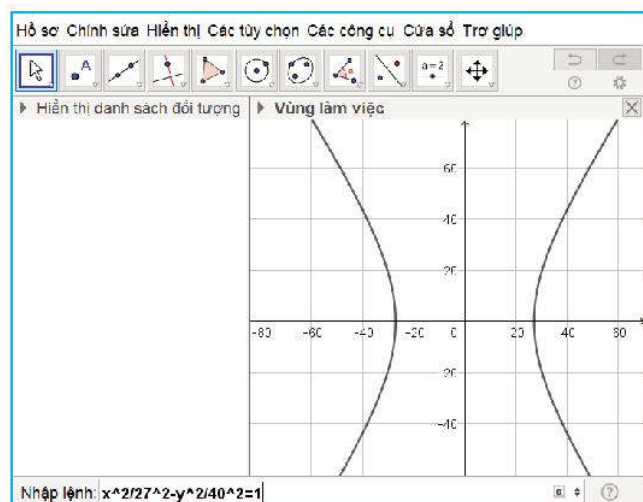 Hồ sơ Chỉnh sửa Hiển thị Các tùy chọn Các công cụ Cửa sổ Trợ giúp
A a=2
Hiển thị danh sách đối tượng Vùng làm việc
60
40
20
-80 -60 -40 -20 0 20 40 60
-20
-40
Nhập lệnh: x^2/27^2-y^2/40^2=1